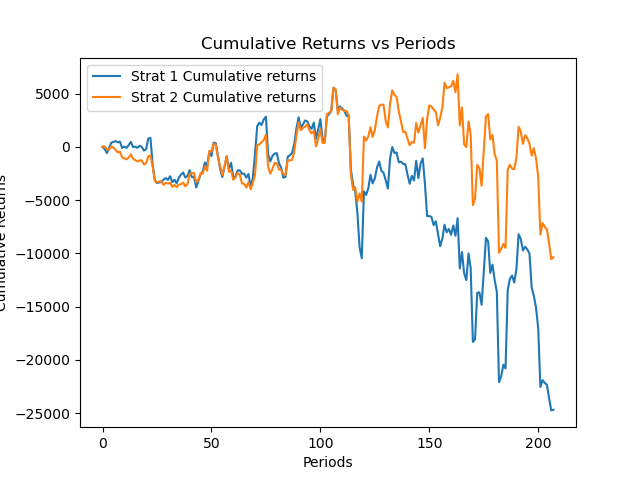 Cumulative Returns vs Periods
Strat 1 Cumulative returns
Strat 2 Cumulative returns
5000
0
−5000
−10000
−15000
−20000
−25000
Cumulative Returns
0 50 100 150 200
Periods